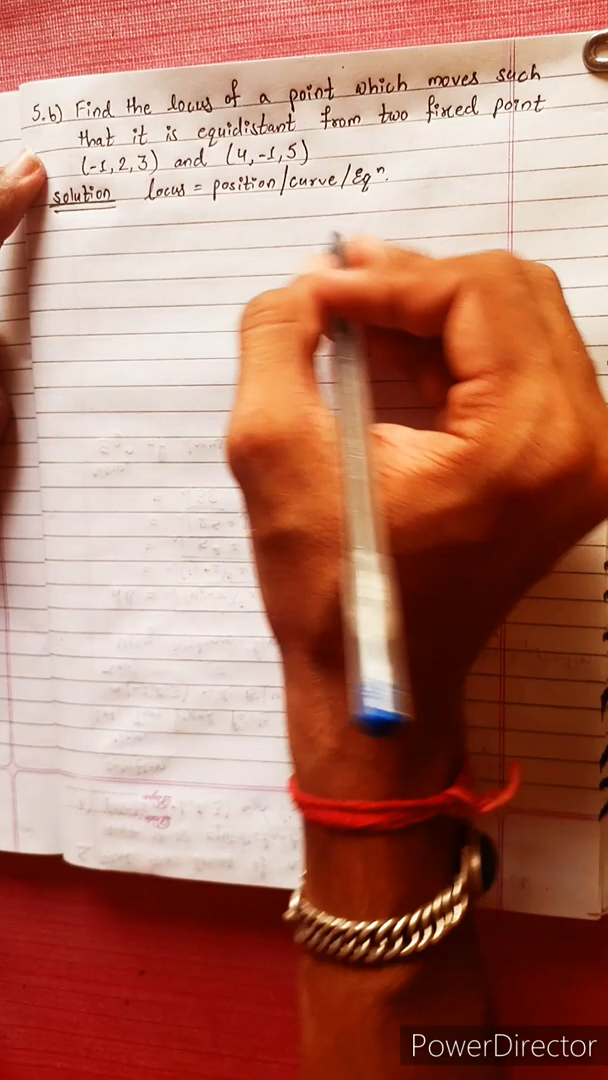 5.b) Find the locus of a point which moves such
that it is equidistant from two fixed point
(-1,2,3) and (4,-1,5)
solution locus = position/curve/Eqⁿ.
PowerDirector